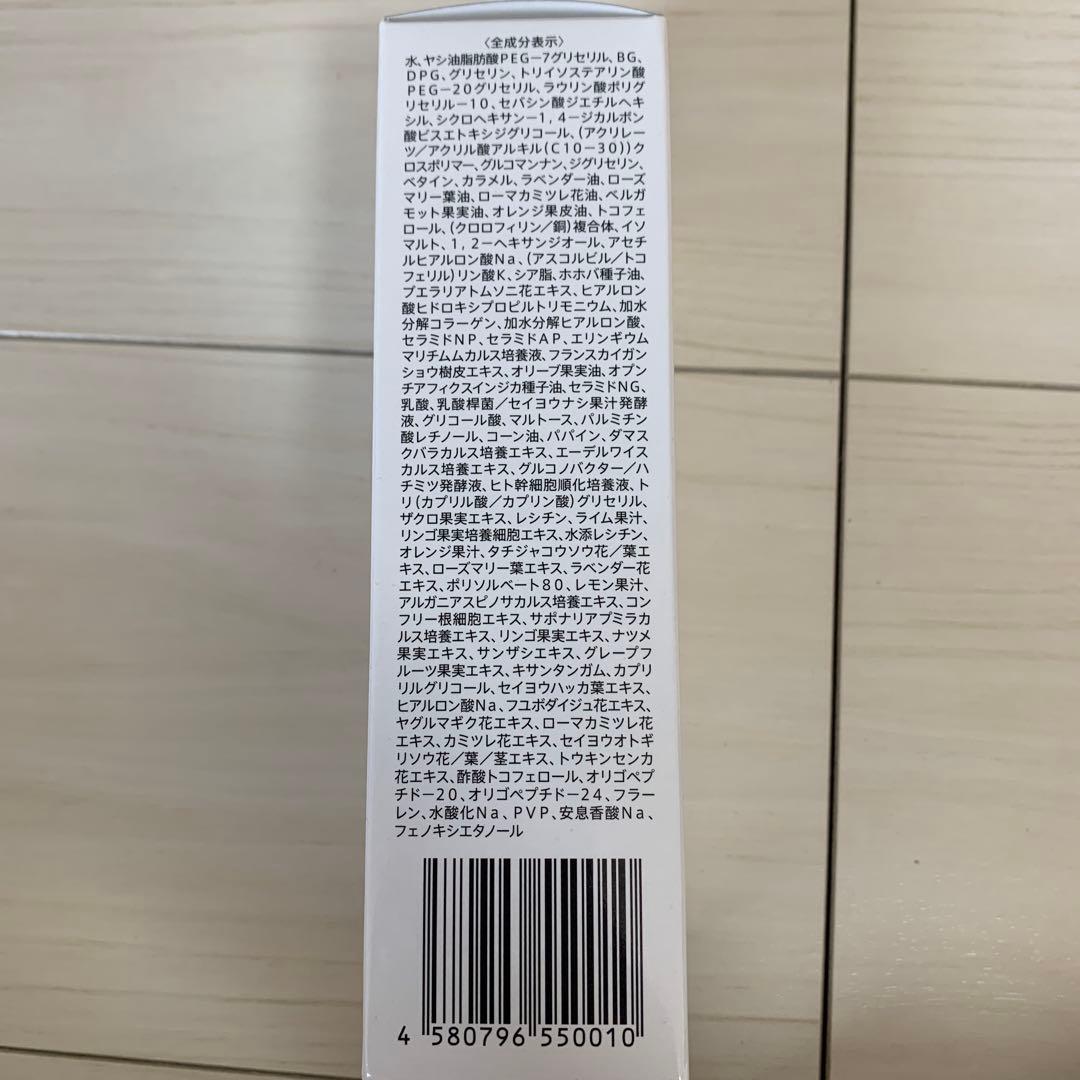 〈全成分表示〉
水、ヤシ油脂肪酸PEG−7グリセリル、BG、
DPG、グリセリン、トリイソステアリン酸
PEG−20グリセリル、ラウリン酸ポリグ
リセリル−10、セバシン酸ジエチルヘキ
シル、シクロヘキサン−1，4−ジカルボン
酸ビスエトキシジグリコール、（アクリレー
ツ／アクリル酸アルキル（C10−30））ク
ロスポリマー、グルコマンナン、ジグリセリン、
ベタイン、カラメル、ラベンダー油、ローズ
マリー葉油、ローマカミツレ花油、ベルガ
モット果実油、オレンジ果皮油、トコフェ
ロール、（クロロフィリン／銅）複合体、イソ
マルト、1，2−ヘキサンジオール、アセチ
ルヒアルロン酸Na、（アスコルビル／トコ
フェリル）リン酸K、シア脂、ホホバ種子油、
プエラリアトムソニ花エキス、ヒアルロン
酸ヒドロキシプロピルトリモニウム、加水
分解コラーゲン、加水分解ヒアルロン酸、
セラミドNP、セラミドAP、エリンギウム
マリチムムカルス培養液、フランスカイガン
ショウ樹皮エキス、オリーブ果実油、オプン
チアフィクスインジカ種子油、セラミドNG、
乳酸、乳酸桿菌／セイヨウナシ果汁発酵
液、グリコール酸、マルトース、パルミチン
酸レチノール、コーン油、パパイン、ダマス
クバラカルス培養エキス、エーデルワイス
カルス培養エキス、グルコノバクター／ハ
チミツ発酵液、ヒト幹細胞順化培養液、ト
リ（カプリル酸／カプリン酸）グリセリル、
ザクロ果実エキス、レシチン、ライム果汁、
リンゴ果実培養細胞エキス、水添レシチン、
オレンジ果汁、タチジャコウソウ花／葉エ
キス、ローズマリー葉エキス、ラベンダー花
エキス、ポリソルベート80、レモン果汁、
アルガニアスピノサカルス培養エキス、コン
フリー根細胞エキス、サポナリアプミラカ
ルス培養エキス、リンゴ果実エキス、ナツメ
果実エキス、サンザシエキス、グレープフ
ルーツ果実エキス、キサンタンガム、カプリ
リルグリコール、セイヨウハッカ葉エキス、
ヒアルロン酸Na、フユボダイジュ花エキス、
ヤグルマギク花エキス、ローマカミツレ花
エキス、カミツレ花エキス、セイヨウオトギ
リソウ花／葉／茎エキス、トウキンセンカ
花エキス、酢酸トコフェロール、オリゴペプ
チド−20、オリゴペプチド−24、フラー
レン、水酸化Na、PVP、安息香酸Na、
フェノキシエタノール
4 580796 550010